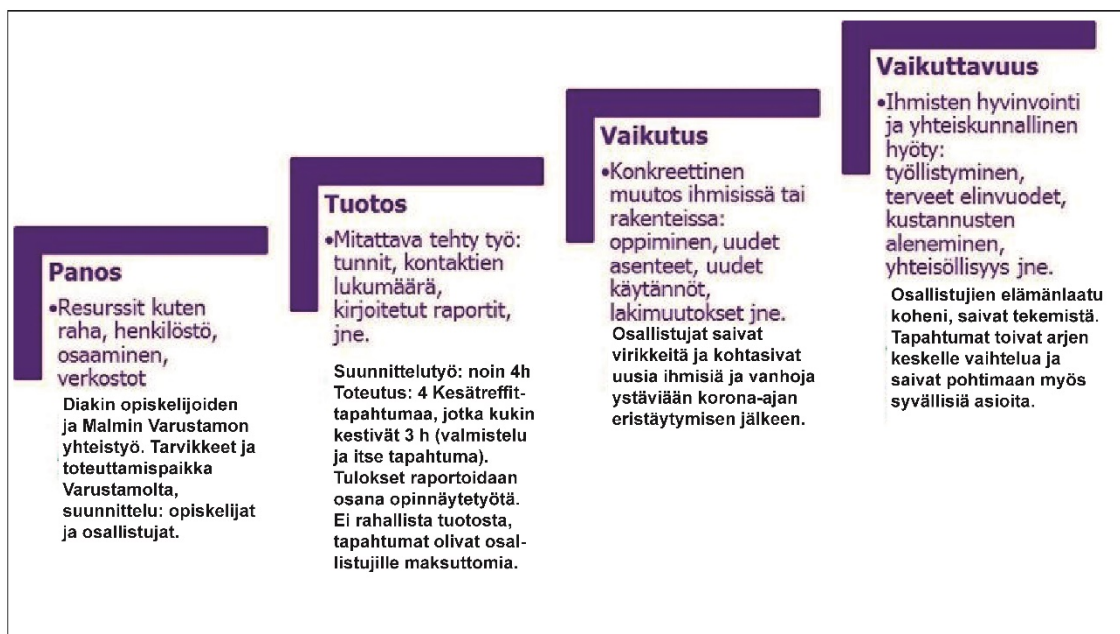 Panos
•Resurssit kuten
raha, henkilöstö,
osaaminen,
verkostot
Diakin opiskelijoiden
ja Malmin Varustamon
yhteistyö. Tarvikkeet ja
toteuttamispaikka
Varustamolta,
suunnittelu: opiskelijat
ja osallistujat.
Tuotos
•Mitattava tehty työ:
tunnit, kontaktien
lukumäärä,
kirjoitetut raportit,
jne.
Suunnittelutyö: noin 4h
Toteutus: 4 Kesätreffit-
tapahtumaa, jotka kukin
kestivät 3 h (valmistelu
ja itse tapahtuma).
Tulokset raportoidaan
osana opinnäytetyötä.
Ei rahallista tuotosta,
tapahtumat olivat osal-
listujille maksuttomia.
Vaikutus
•Konkreettinen
muutos ihmisissä tai
rakenteissa:
oppiminen, uudet
asenteet, uudet
käytännöt,
lakimuutokset jne.
Osallistujat saivat
virikkeitä ja kohtasivat
uusia ihmisiä ja vanhoja
ystäviään korona-ajan
eristäytymisen jälkeen.
Vaikuttavuus
•Ihmisten hyvinvointi
ja yhteiskunnallinen
hyöty:
työllistyminen,
terveet elinvuodet,
kustannusten
aleneminen,
yhteisöllisyys jne.
Osallistujien elämänlaatu
koheni, saivat tekemistä.
Tapahtumat toivat arjen
keskelle vaihtelua ja
saivat pohtimaan myös
syvällisiä asioita.